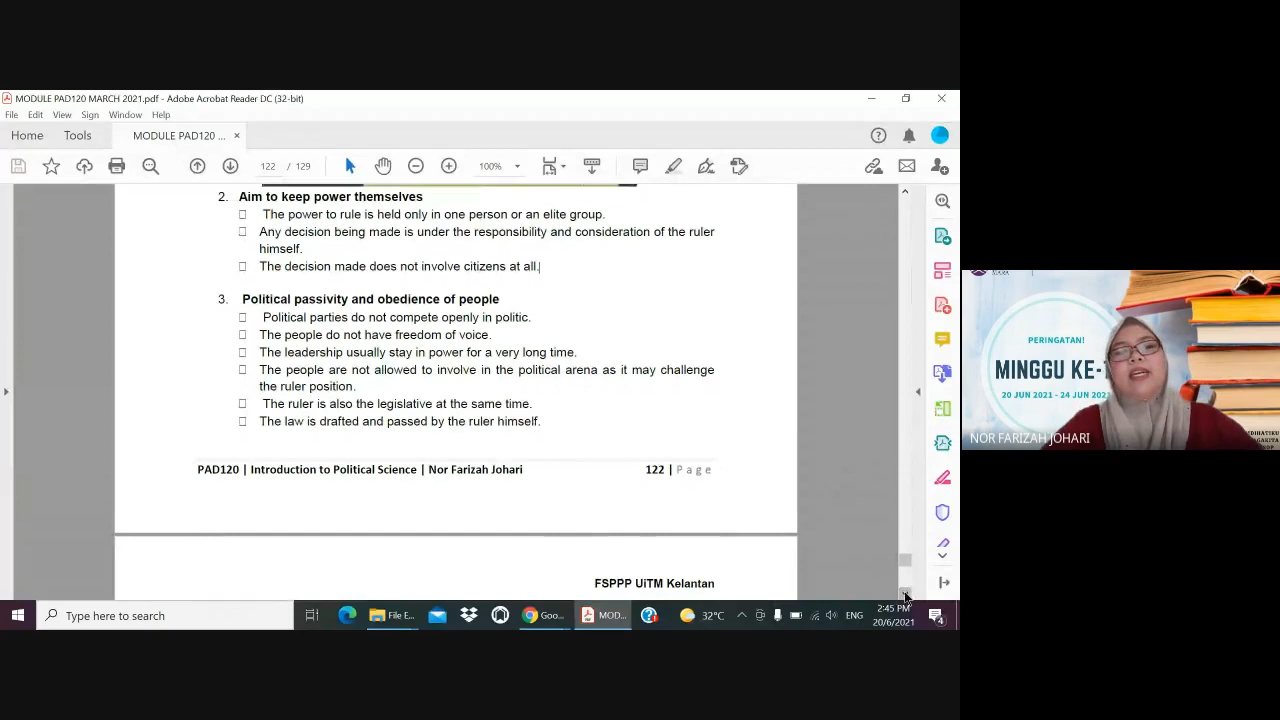 MODULE PAD120 MARCH 2021.pdf - Adobe Acrobat Reader DC (32-bit)
File Edit View Sign Window Help
Home Tools MODULE PAD120 ... ×
122 / 129 100%
2. Aim to keep power themselves
The power to rule is held only in one person or an elite group.
Any decision being made is under the responsibility and consideration of the ruler
himself.
The decision made does not involve citizens at all.
3. Political passivity and obedience of people
Political parties do not compete openly in politic.
The people do not have freedom of voice.
The leadership usually stay in power for a very long time.
The people are not allowed to involve in the political arena as it may challenge
the ruler position.
The ruler is also the legislative at the same time.
The law is drafted and passed by the ruler himself.
PAD120 | Introduction to Political Science | Nor Farizah Johari 122 | Page
FSPPP UiTM Kelantan
PERINGATAN!
MINGGU KE-
20 JUN 2021 - 24 JUN 202
NOR FARIZAH JOHARI
Type here to search
File E...
Goo...
MOD...
32°C
ENG
2:45 PM
20/6/2021
4